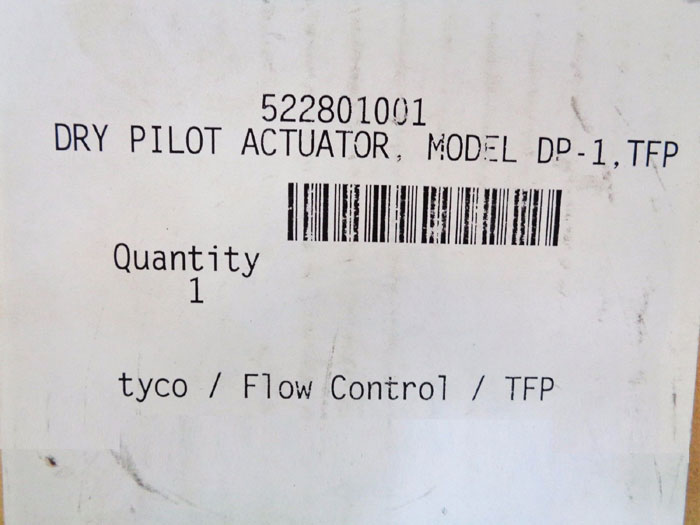 522801001
DRY PILOT ACTUATOR, MODEL DP-1,TFP
Quantity
1
tyco / Flow Control / TFP